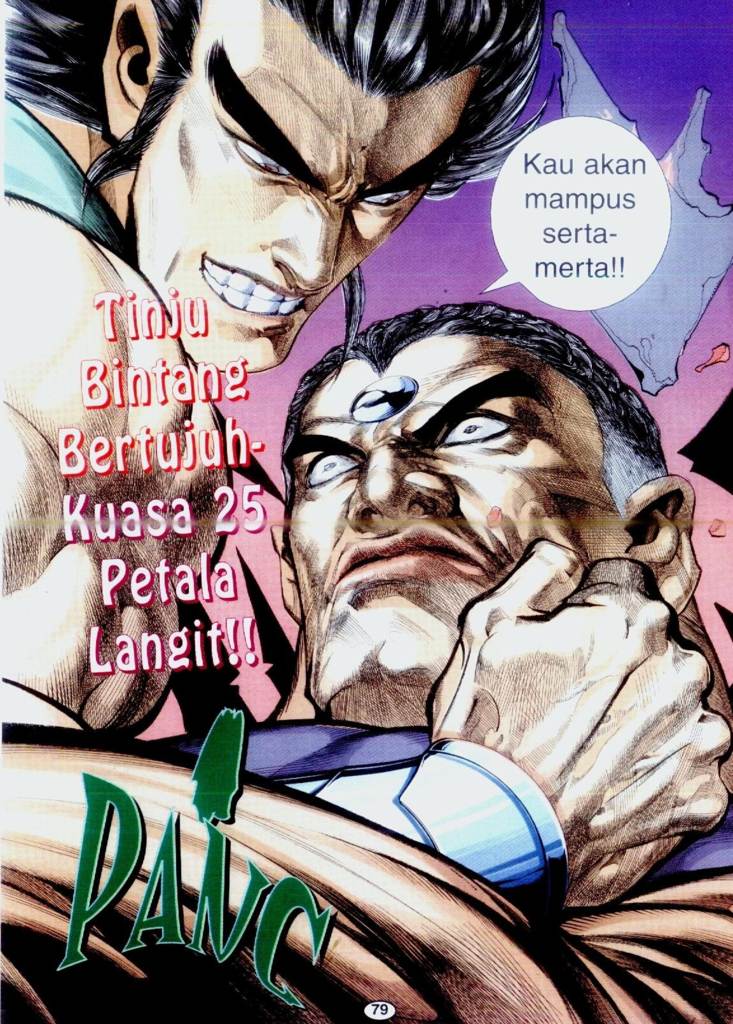 Kau akan
mampus
serta-
merta!!
Tinju
Bintang
Bertujuh-
Kuasa 25
Petala
Langit!!
PANG
79